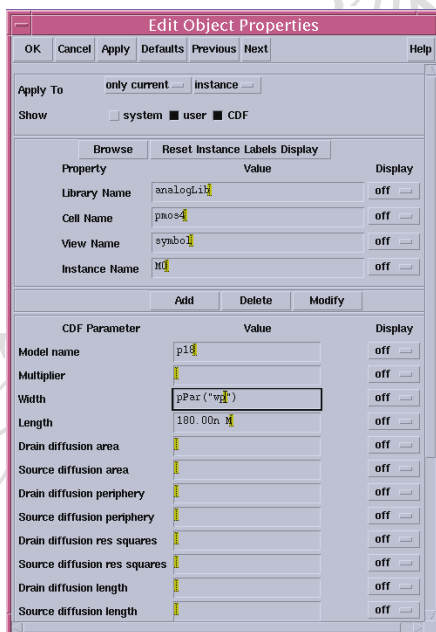 Edit Object Properties
OK Cancel Apply Defaults Previous Next Help
Apply To only current instance
Show system user CDF
Browse Reset Instance Labels Display
Property Value Display
Library Name analogLib off
Cell Name pmos4 off
View Name symbol off
Instance Name M0 off
Add Delete Modify
CDF Parameter Value Display
Model name p18 off
Multiplier off
Width pPar("wp") off
Length 180.00n M off
Drain diffusion area off
Source diffusion area off
Drain diffusion periphery off
Source diffusion periphery off
Drain diffusion res squares off
Source diffusion res squares off
Drain diffusion length off
Source diffusion length off